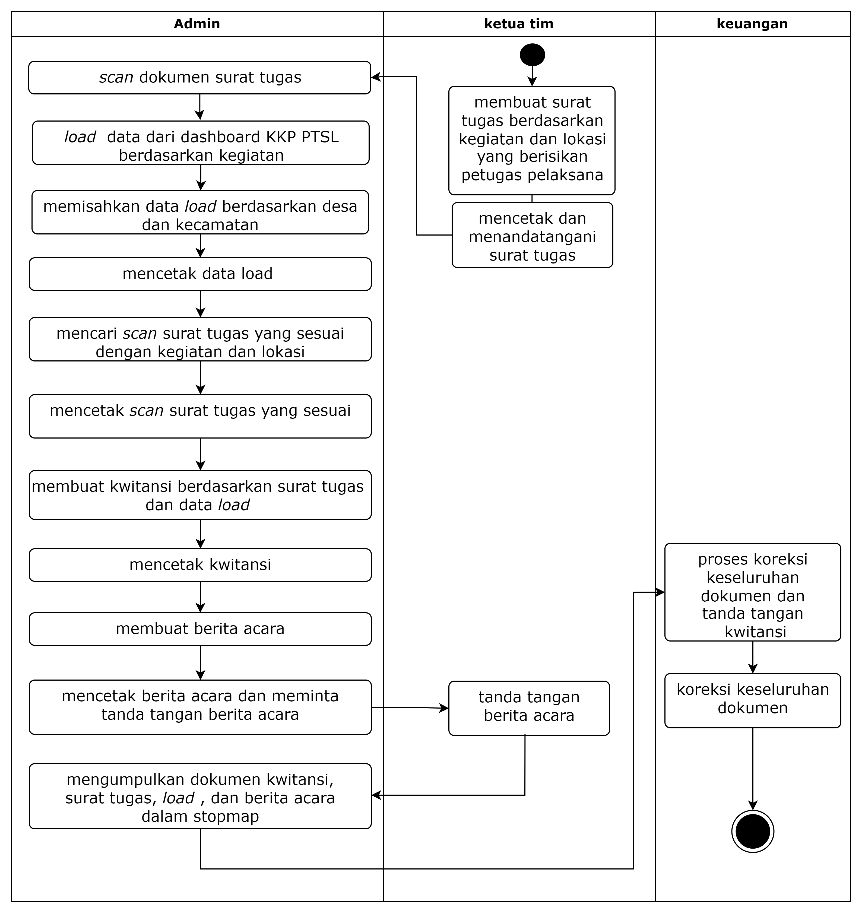 Admin
ketua tim
keuangan
scan dokumen surat tugas
load data dari dashboard KKP PTSL
berdasarkan kegiatan
memisahkan data load berdasarkan desa
dan kecamatan
mencetak data load
mencari scan surat tugas yang sesuai
dengan kegiatan dan lokasi
mencetak scan surat tugas yang sesuai
membuat kwitansi berdasarkan surat tugas
dan data load
mencetak kwitansi
membuat berita acara
mencetak berita acara dan meminta
tanda tangan berita acara
mengumpulkan dokumen kwitansi,
surat tugas, load , dan berita acara
dalam stopmap
membuat surat
tugas berdasarkan
kegiatan dan lokasi
yang berisikan
petugas pelaksana
mencetak dan
menandatangani
surat tugas
tanda tangan
berita acara
proses koreksi
keseluruhan
dokumen dan
tanda tangan
kwitansi
koreksi keseluruhan
dokumen